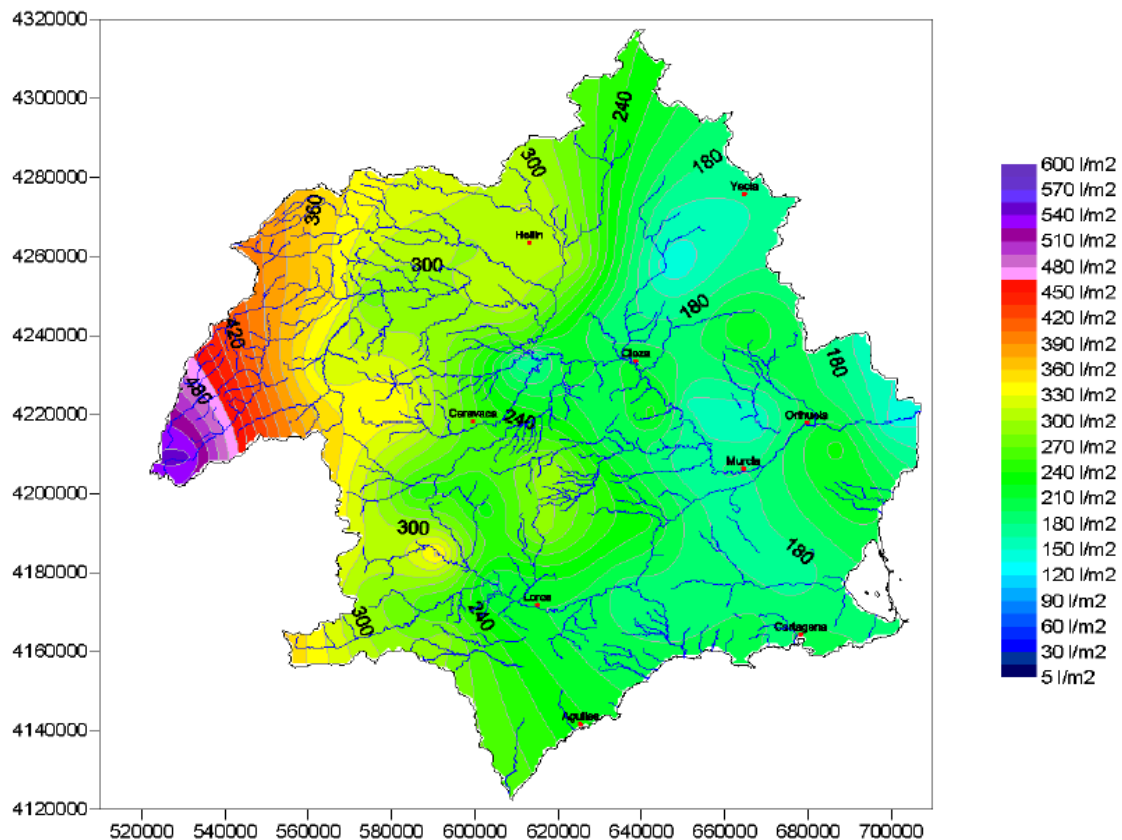 4320000
4300000
4280000
4260000
4240000
4220000
4200000
4180000
4160000
4140000
4120000
520000 540000 560000 580000 600000 620000 640000 660000 680000 700000
240
300
180
Yecla
360
Hellin
300
180
420
Cieza
180
480
Caravaca
240
Orihuela
Murcia
300
180
Lorca
240
300
Cartagena
Aguilas
600 l/m2
570 l/m2
540 l/m2
510 l/m2
480 l/m2
450 l/m2
420 l/m2
390 l/m2
360 l/m2
330 l/m2
300 l/m2
270 l/m2
240 l/m2
210 l/m2
180 l/m2
150 l/m2
120 l/m2
90 l/m2
60 l/m2
30 l/m2
5 l/m2